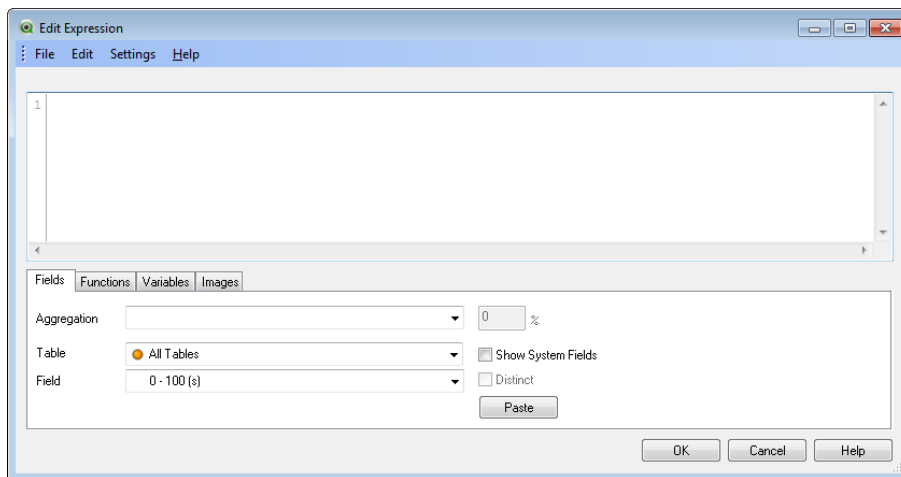 Edit Expression
File Edit Settings Help
1
Fields Functions Variables Images
Aggregation 0 %
Table All Tables Show System Fields
Field 0 - 100 (s) Distinct
Paste
OK Cancel Help